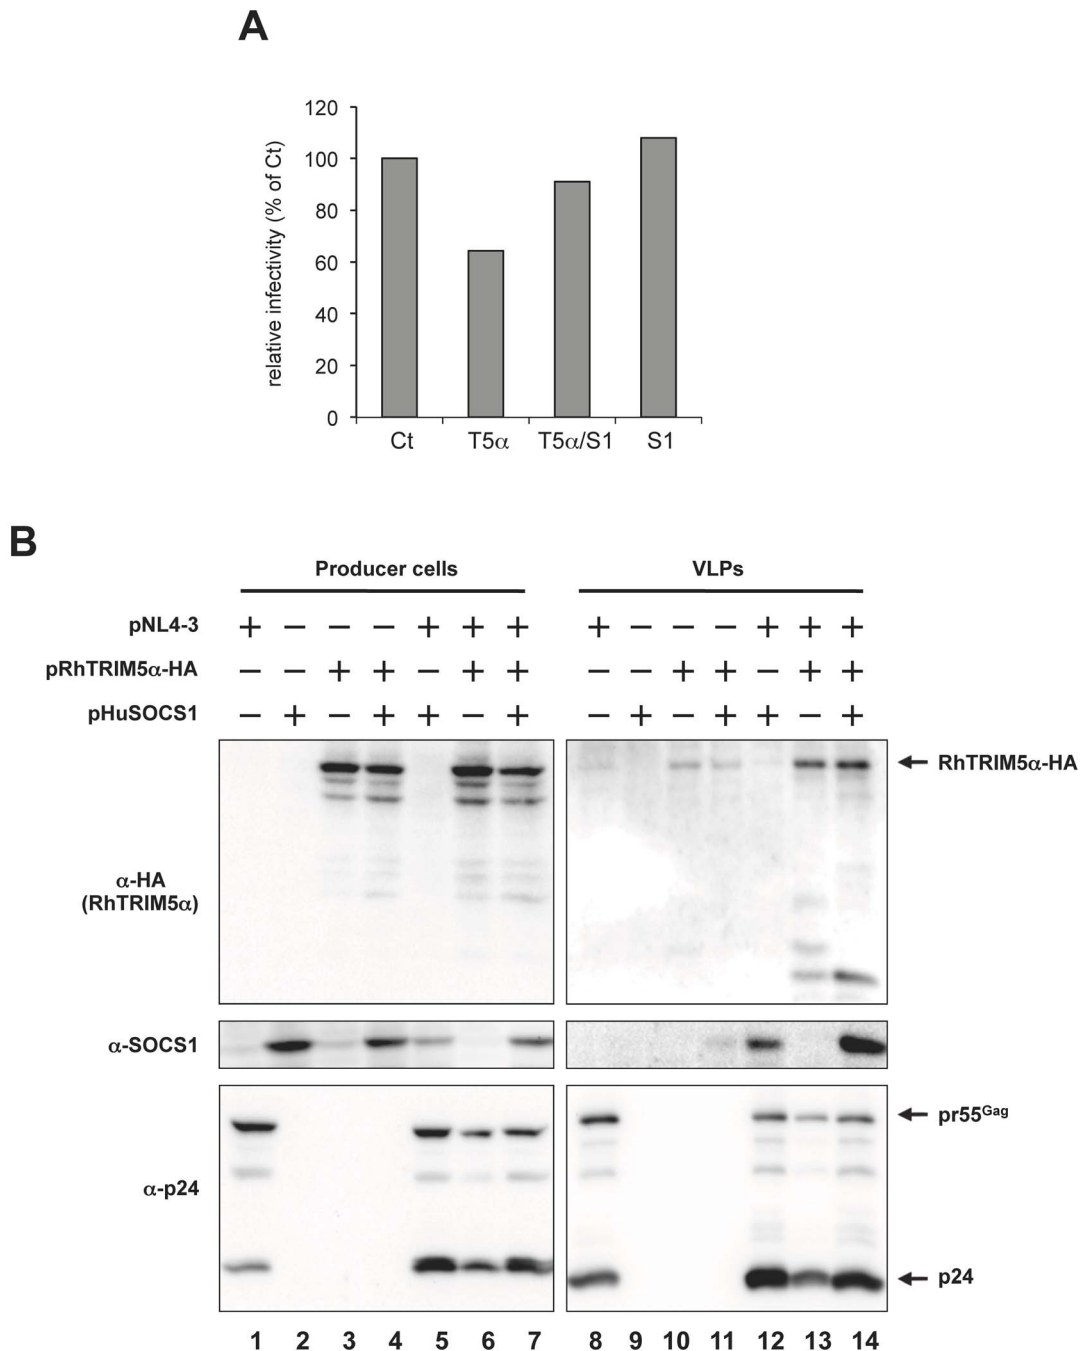 A
120
100
80
60
40
20
0
relative infectivity (% of Ct)
Ct T5α T5α/S1 S1
B
Producer cells VLPs
pNL4-3 + − − − + + + + − − − + + +
pRhTRIM5α-HA − − + + − + + − − + + − + +
pHuSOCS1 − + − + + − + − + − + + − +
α-HA
(RhTRIM5α)
RhTRIM5α-HA
α-SOCS1
α-p24
pr55Gag
p24
1 2 3 4 5 6 7 8 9 10 11 12 13 14